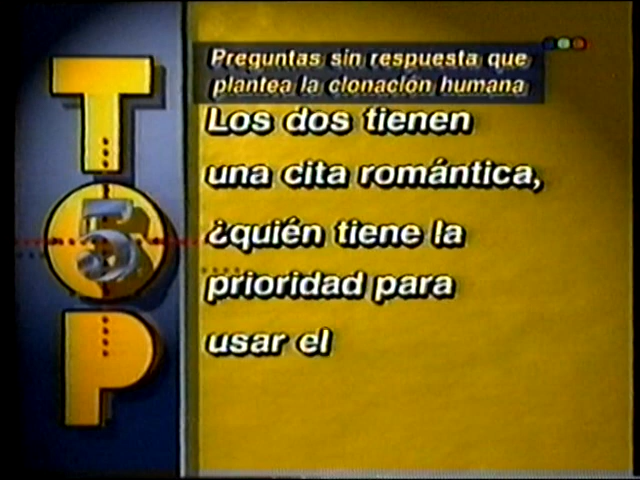 TOP
5
Preguntas sin respuesta que
plantea la clonación humana
Los dos tienen
una cita romántica,
¿quién tiene la
prioridad para
usar el